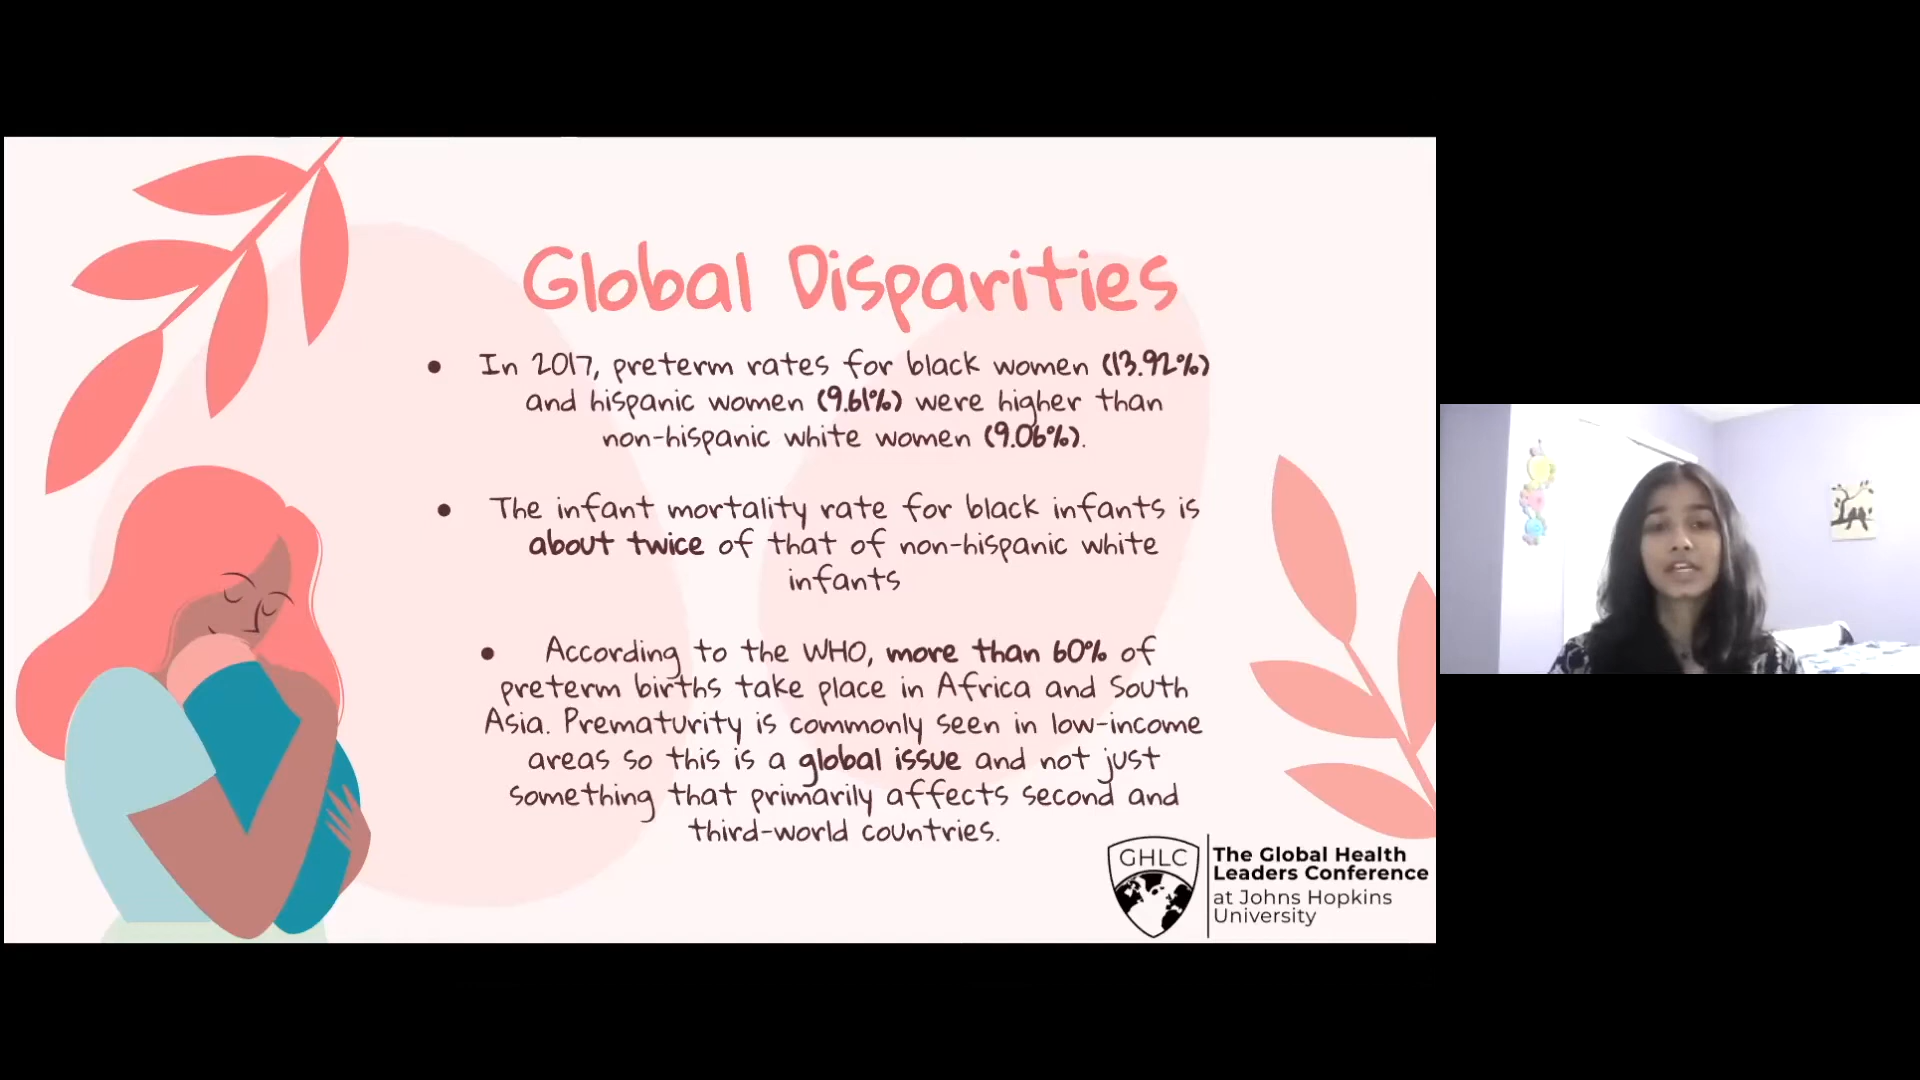 Global Disparities
• In 2017, preterm rates for black women (13.92%)
and hispanic women (9.61%) were higher than
non-hispanic white women (9.06%).
• The infant mortality rate for black infants is
about twice of that of non-hispanic white
infants
• According to the WHO, more than 60% of
preterm births take place in Africa and South
Asia. Prematurity is commonly seen in low-income
areas so this is a global issue and not just
something that primarily affects second and
third-world countries.
GHLC
The Global Health
Leaders Conference
at Johns Hopkins
University